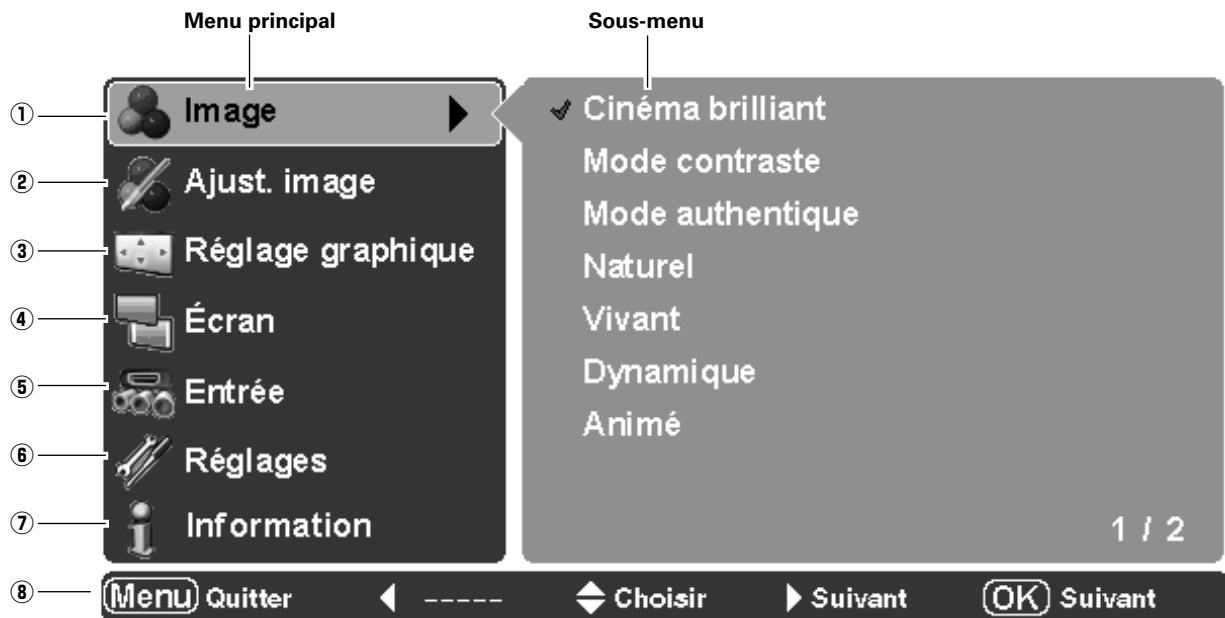 Menu principal
Sous-menu
① Image
② Ajust. image
③ Réglage graphique
④ Écran
⑤ Entrée
⑥ Réglages
⑦ Information
Cinéma brilliant
Mode contraste
Mode authentique
Naturel
Vivant
Dynamique
Animé
1 / 2
⑧ Menu Quitter ----- Choisir Suivant OK Suivant